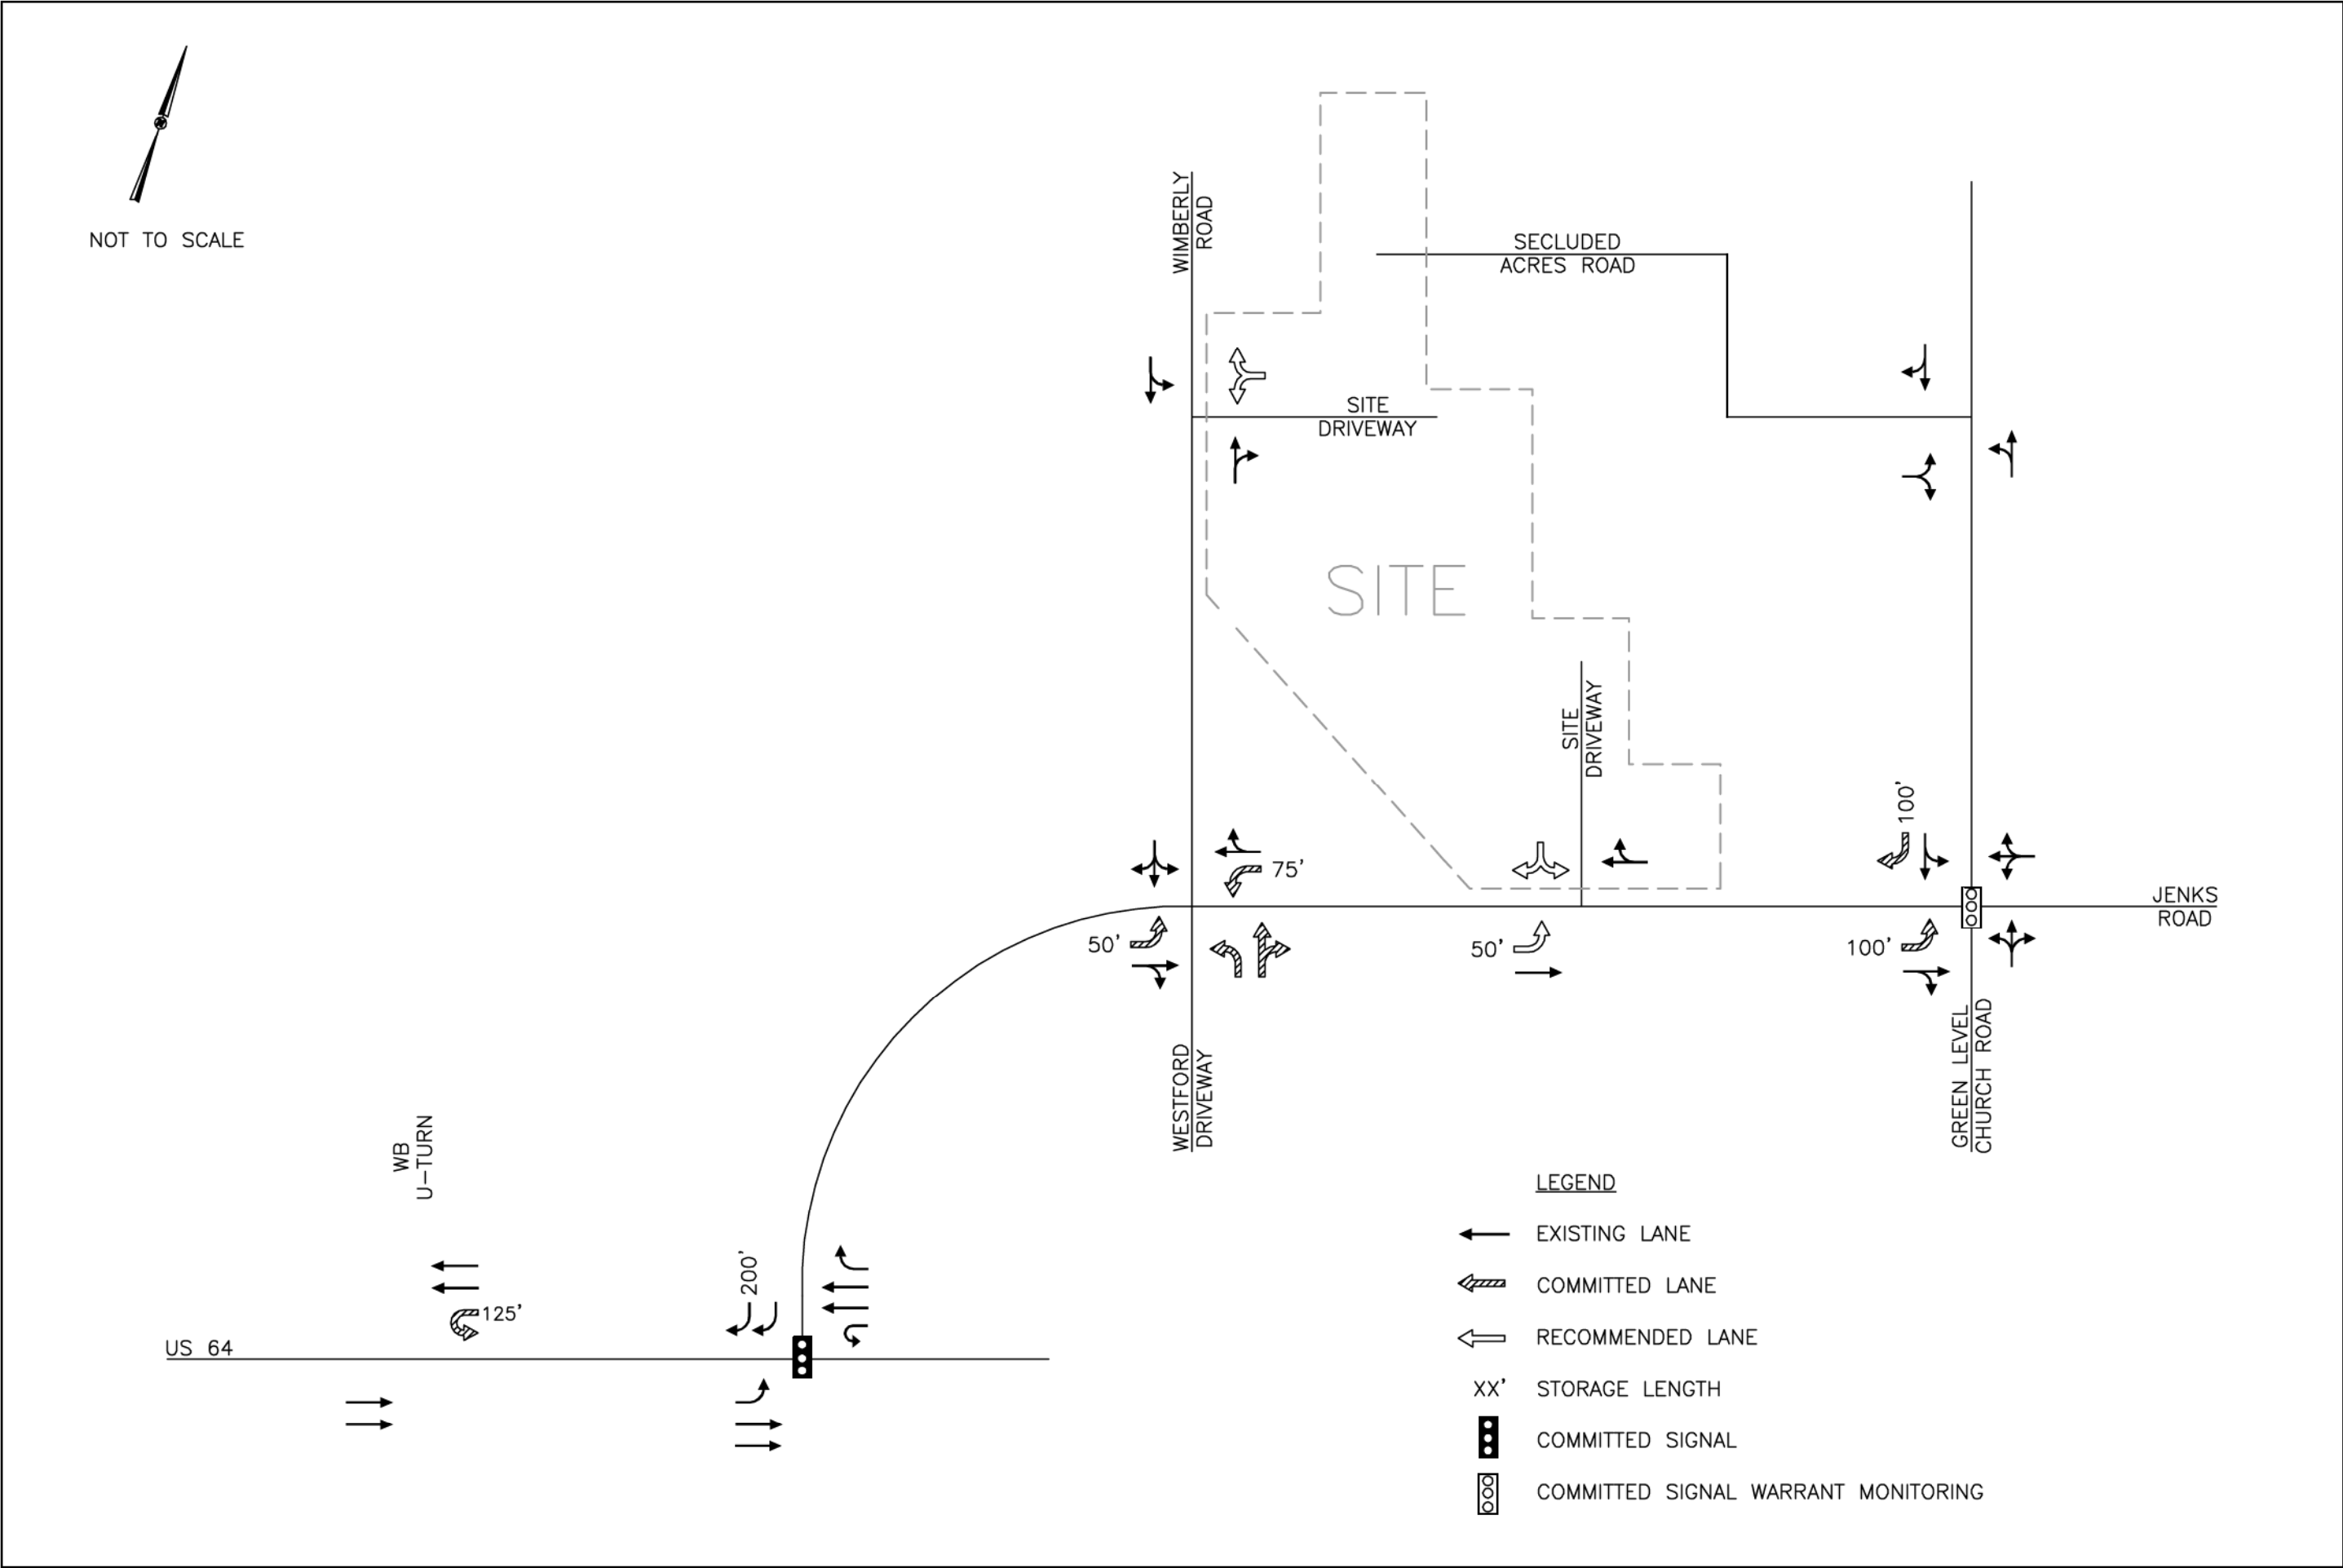 NOT TO SCALE
WIMBERLY
ROAD
SECLUDED
ACRES ROAD
SITE
DRIVEWAY
SITE
SITE
DRIVEWAY
100'
75'
50'
50'
100'
JENKS
ROAD
WESTFORD
DRIVEWAY
GREEN LEVEL
CHURCH ROAD
WB
U-TURN
200'
125'
US 64
LEGEND
EXISTING LANE
COMMITTED LANE
RECOMMENDED LANE
XX' STORAGE LENGTH
COMMITTED SIGNAL
COMMITTED SIGNAL WARRANT MONITORING